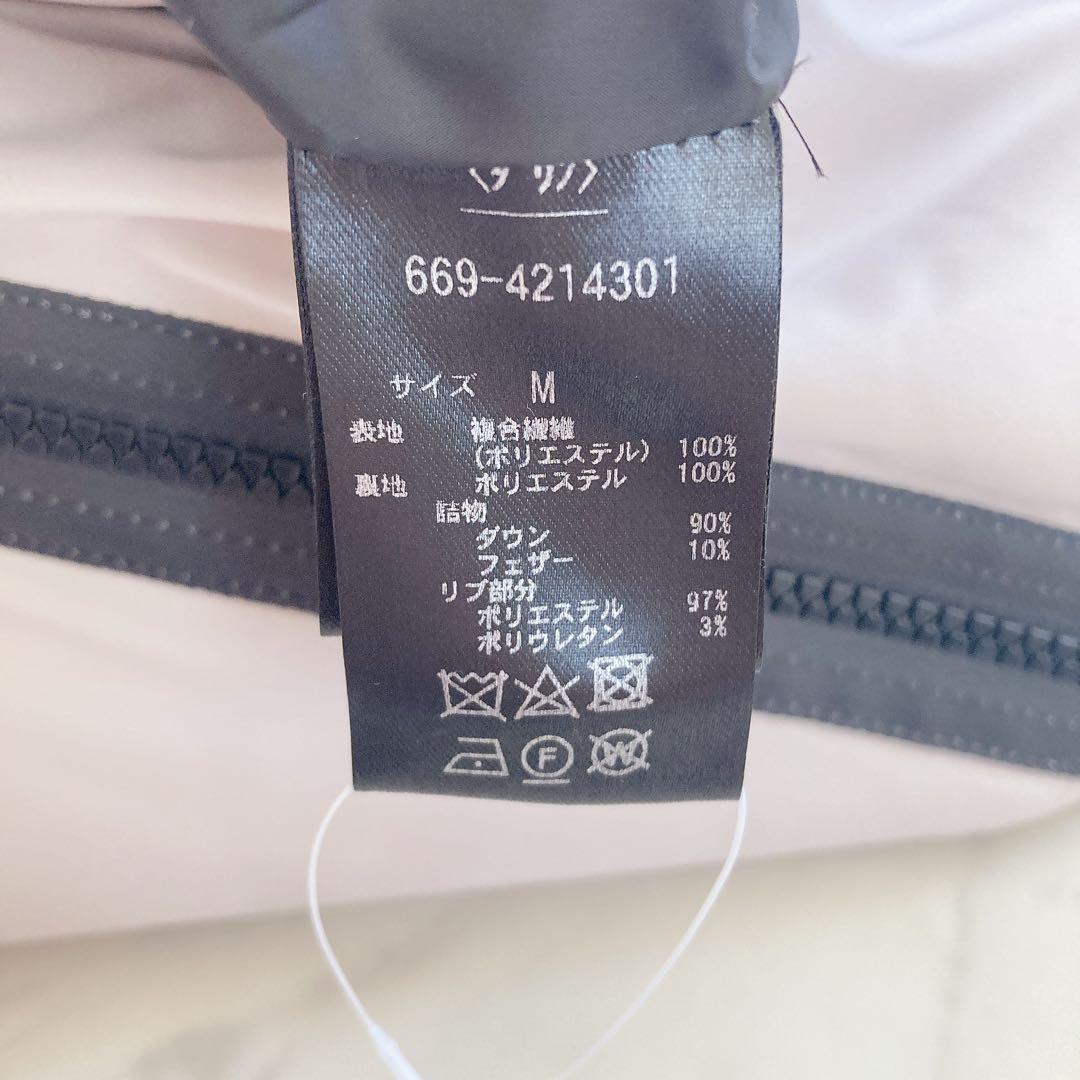 669-4214301
サイズ M
表地 複合繊維
(ポリエステル) 100%
裏地 ポリエステル 100%
詰物
ダウン 90%
フェザー 10%
リブ部分
ポリエステル 97%
ポリウレタン 3%
F W